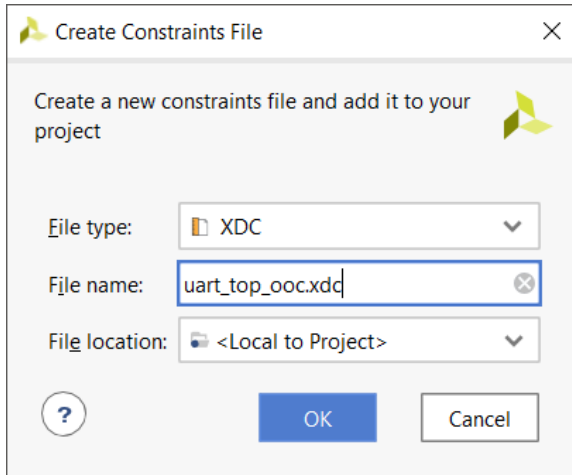 Create Constraints File
Create a new constraints file and add it to your
project
File type: XDC
File name: uart_top_ooc.xdc
File location: <Local to Project>
? OK Cancel